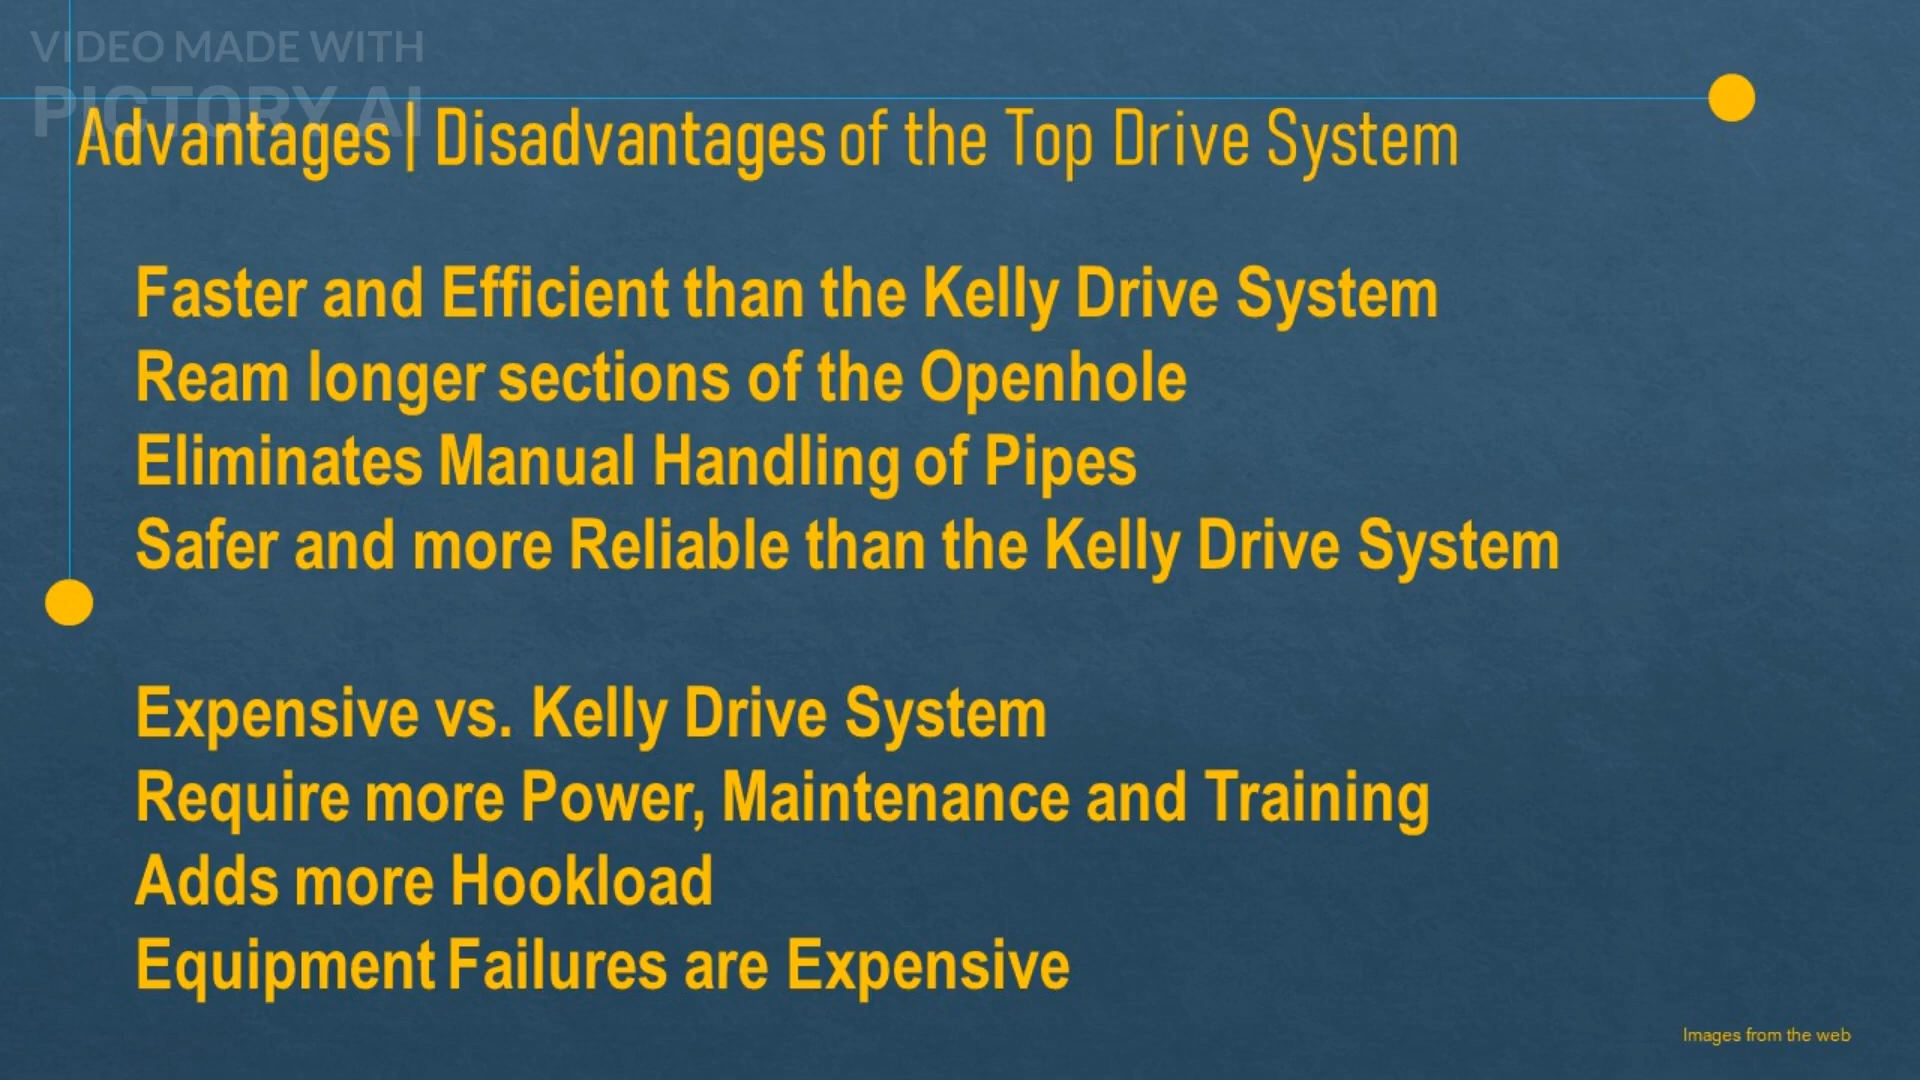 VIDEO MADE WITH
PICTORY AI
Advantages| Disadvantages of the Top Drive System
Faster and Efficient than the Kelly Drive System
Ream longer sections of the Openhole
Eliminates Manual Handling of Pipes
Safer and more Reliable than the Kelly Drive System
Expensive vs. Kelly Drive System
Require more Power, Maintenance and Training
Adds more Hookload
Equipment Failures are Expensive
Images from the web